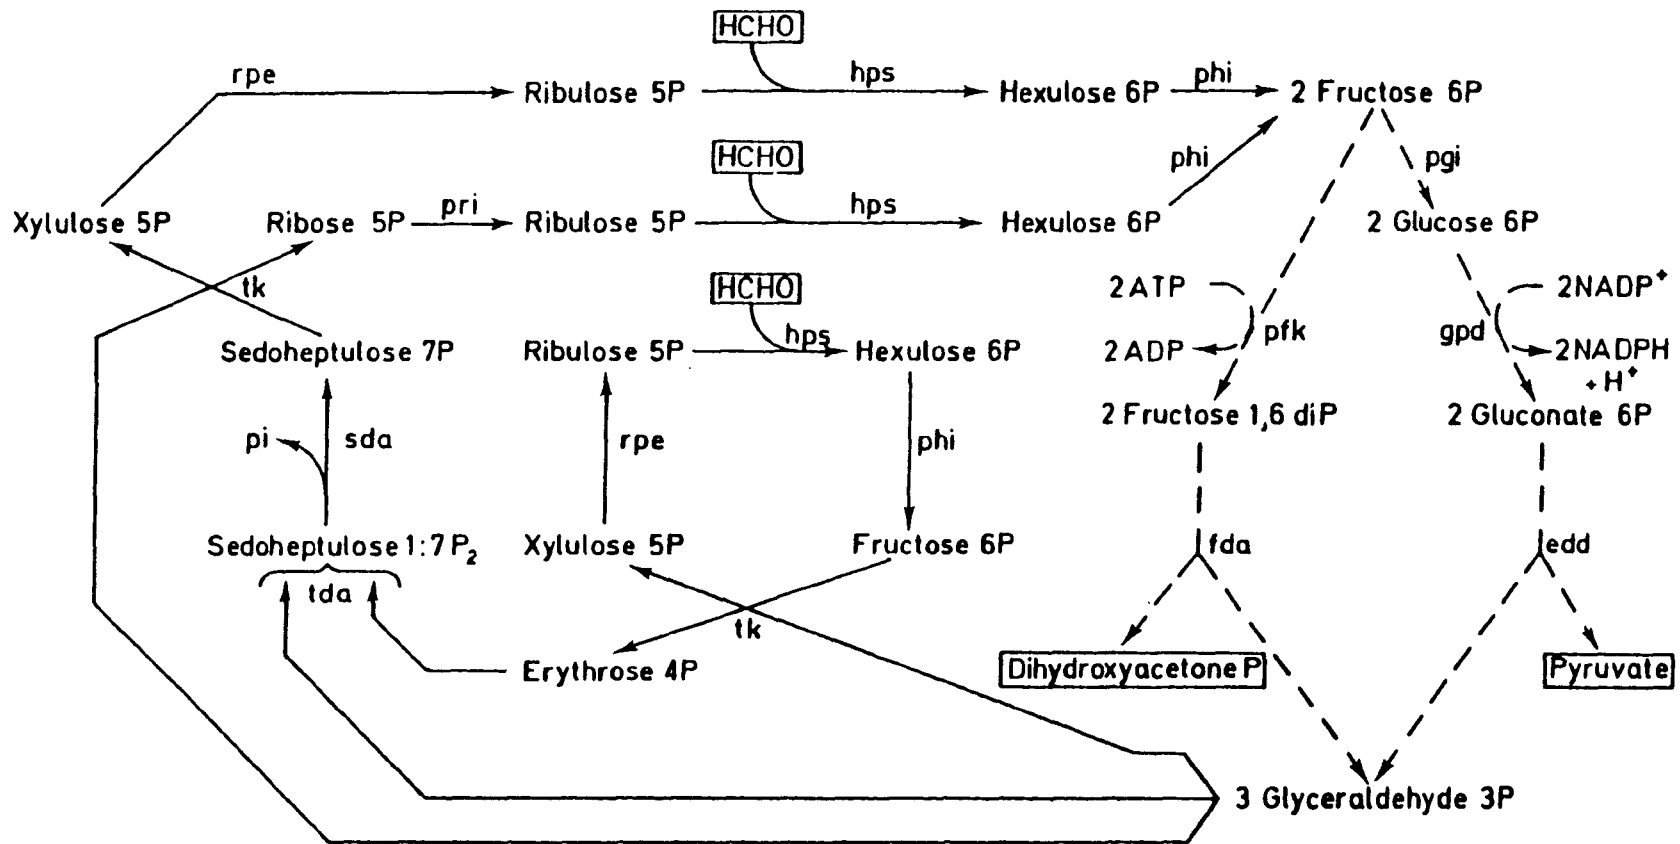 HCHO
rpe
Ribulose 5P
hps
Hexulose 6P
phi
2 Fructose 6P
HCHO
phi
pgi
Xylulose 5P
Ribose 5P
pri
Ribulose 5P
hps
Hexulose 6P
2 Glucose 6P
tk
HCHO
2ATP
2NADP+
Sedoheptulose 7P
Ribulose 5P
hps
Hexulose 6P
2 ADP
pfk
gpd
2NADPH
+ H+
2 Fructose 1,6 diP
2 Gluconate 6P
pi
sda
rpe
phi
Sedoheptulose 1:7 P2
Xylulose 5P
Fructose 6P
fda
edd
tda
tk
Erythrose 4P
Dihydroxyacetone P
Pyruvate
3 Glyceraldehyde 3P